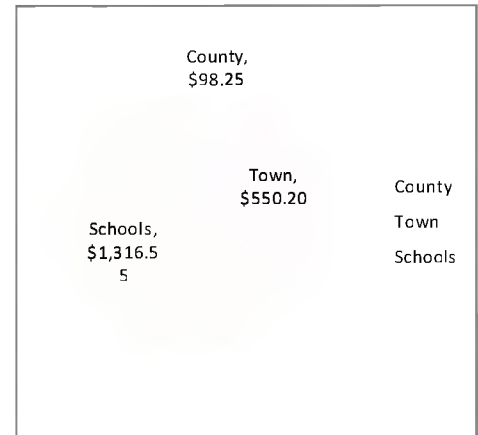 County,
$98.25
Town,
$550.20
Schools,
$1,316.5
5
County
Town
Schools